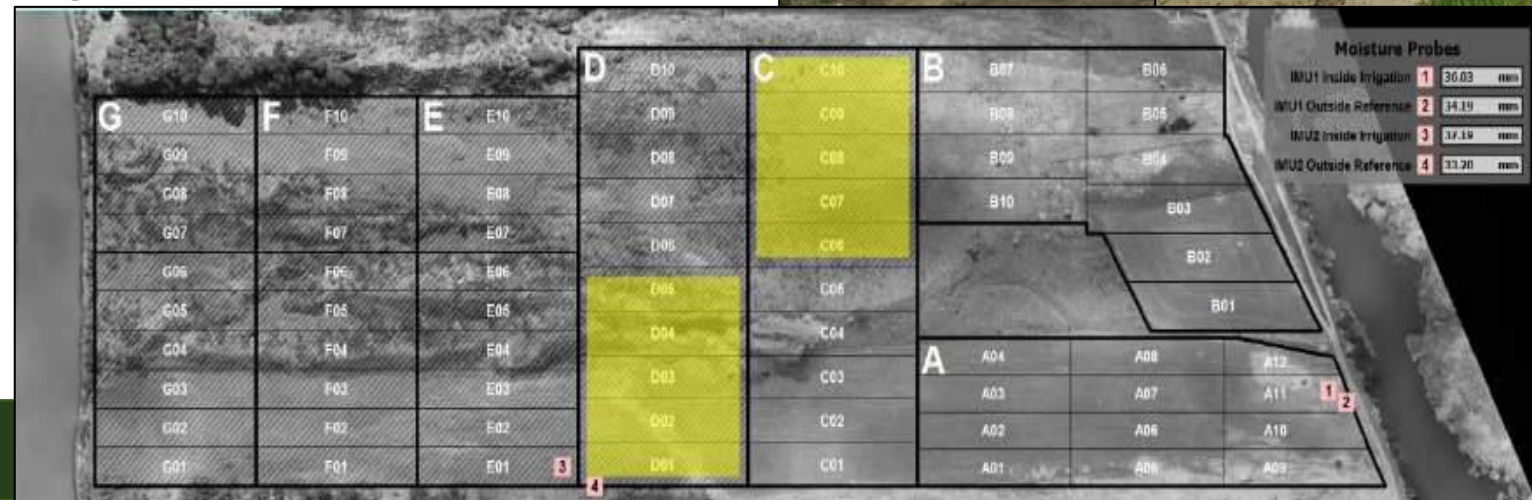 Moisture Probes
IMU1 Inside Irrigation 1 36.03 mm
IMU1 Outside Reference 2 34.19 mm
IMU2 Inside Irrigation 3 37.19 mm
IMU2 Outside Reference 4 33.20 mm
G F E D C B A
D10 C10 B07 B06
G10 F10 E10 D09 C09 B08 B05
G09 F09 E09 D08 C08 B09 B04
G08 F08 E08 D07 C07 B10 B03
G07 F07 E07 D06 C06 B02
G06 F06 E06 D05 C05 B01
G05 F05 E05 D04 C04
G04 F04 E04 D03 C03 A04 A08 A12
G03 F03 E03 A03 A07 A11 1 2
G02 F02 E02 D02 C02 A02 A06 A10
G01 F01 E01 3 D01 C01 A01 A09
4